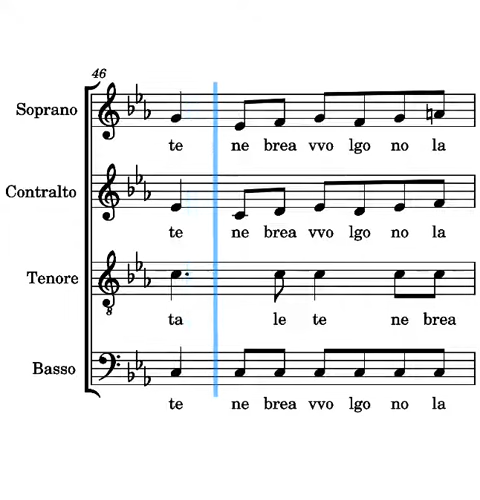 46
Soprano
te ne brea vvo lgo no la
Contralto
te ne brea vvo lgo no la
Tenore
8
ta le te ne brea
Basso
te ne brea vvo lgo no la